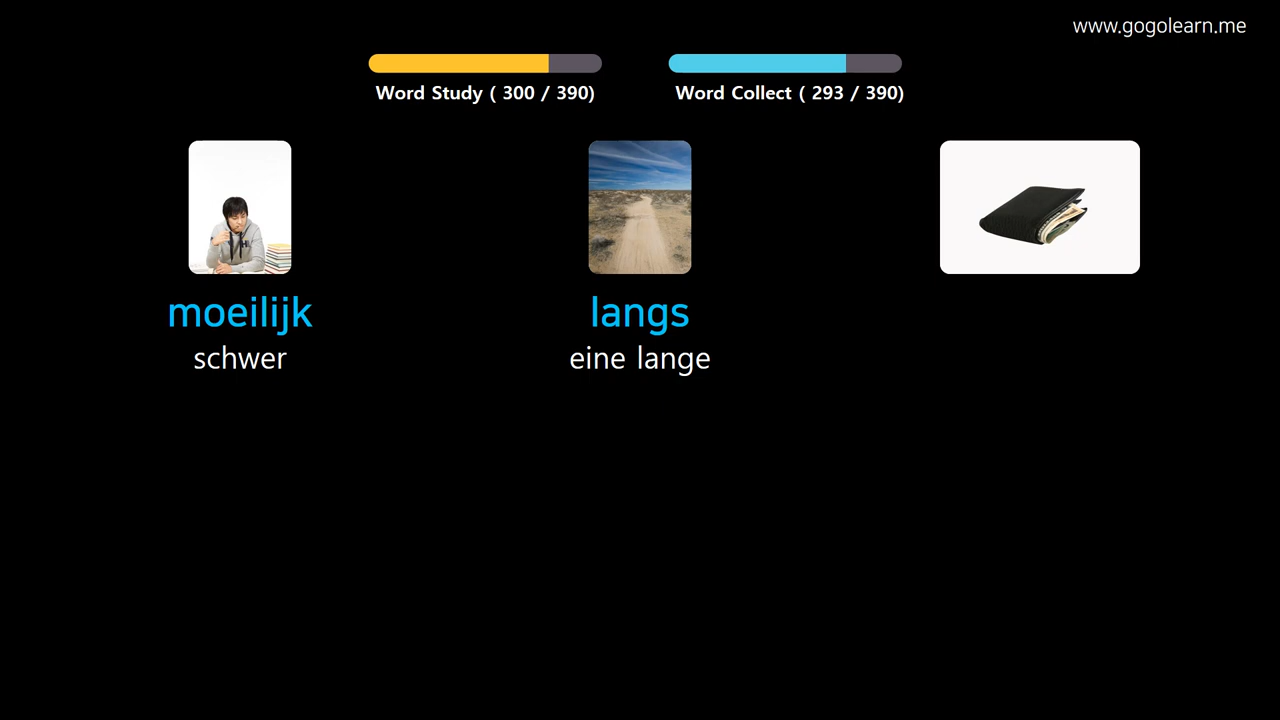 www.gogolearn.me
Word Study ( 300 / 390)
Word Collect ( 293 / 390)
moeilijk
langs
schwer
eine lange